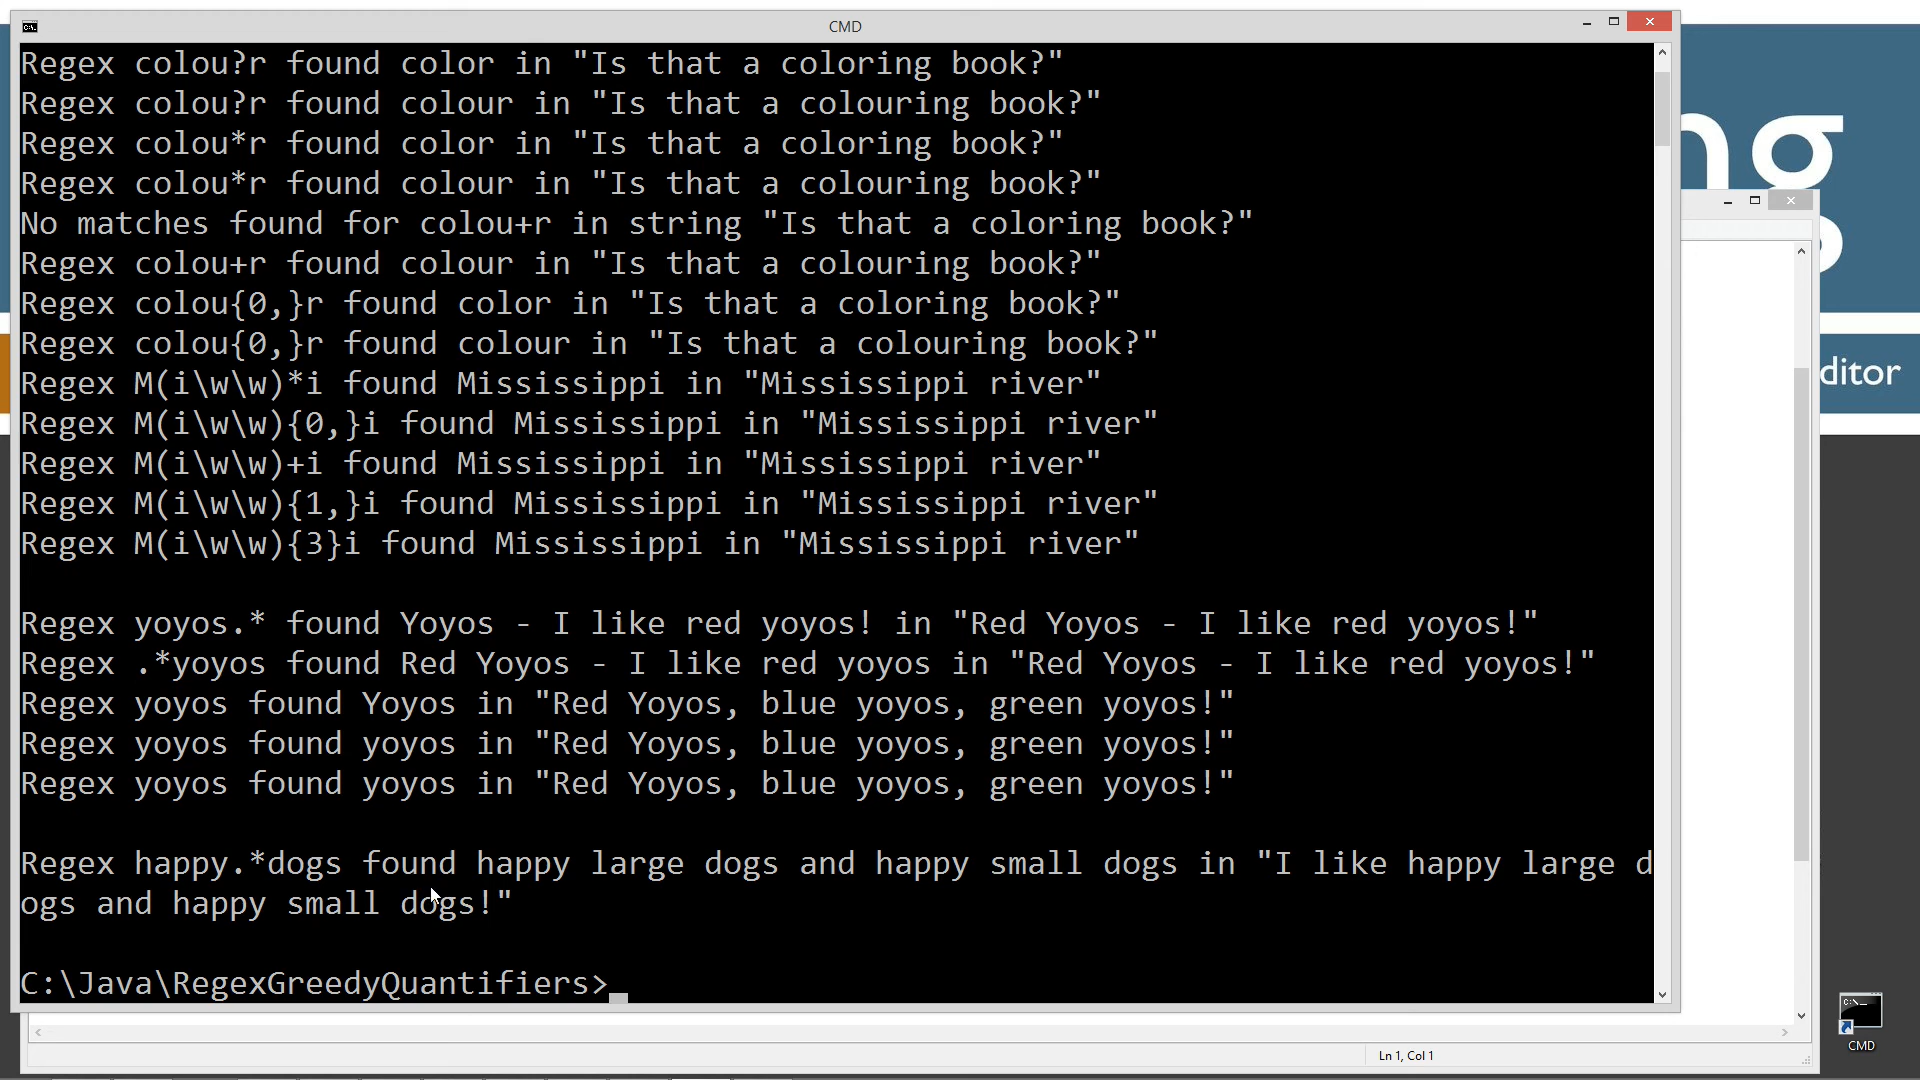 CMD
Regex colou?r found color in "Is that a coloring book?"
Regex colou?r found colour in "Is that a colouring book?"
Regex colou*r found color in "Is that a coloring book?"
Regex colou*r found colour in "Is that a colouring book?"
No matches found for colou+r in string "Is that a coloring book?"
Regex colou+r found colour in "Is that a colouring book?"
Regex colou{0,}r found color in "Is that a coloring book?"
Regex colou{0,}r found colour in "Is that a colouring book?"
Regex M(i\w\w)*i found Mississippi in "Mississippi river"
Regex M(i\w\w){0,}i found Mississippi in "Mississippi river"
Regex M(i\w\w)+i found Mississippi in "Mississippi river"
Regex M(i\w\w){1,}i found Mississippi in "Mississippi river"
Regex M(i\w\w){3}i found Mississippi in "Mississippi river"
Regex yoyos.* found Yoyos - I like red yoyos! in "Red Yoyos - I like red yoyos!"
Regex .*yoyos found Red Yoyos - I like red yoyos in "Red Yoyos - I like red yoyos!"
Regex yoyos found Yoyos in "Red Yoyos, blue yoyos, green yoyos!"
Regex yoyos found yoyos in "Red Yoyos, blue yoyos, green yoyos!"
Regex yoyos found yoyos in "Red Yoyos, blue yoyos, green yoyos!"
Regex happy.*dogs found happy large dogs and happy small dogs in "I like happy large d
ogs and happy small dogs!"
C:\Java\RegexGreedyQuantifiers>
ng
ditor
Ln 1, Col 1
CMD